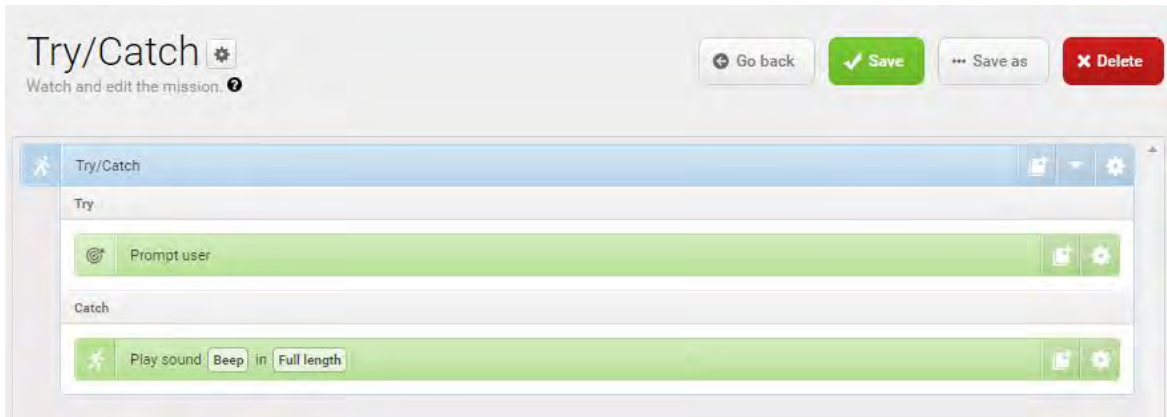 Try/Catch
Watch and edit the mission. ?
Go back
Save
Save as
Delete
Try/Catch
Try
Prompt user
Catch
Play sound Beep in Full length